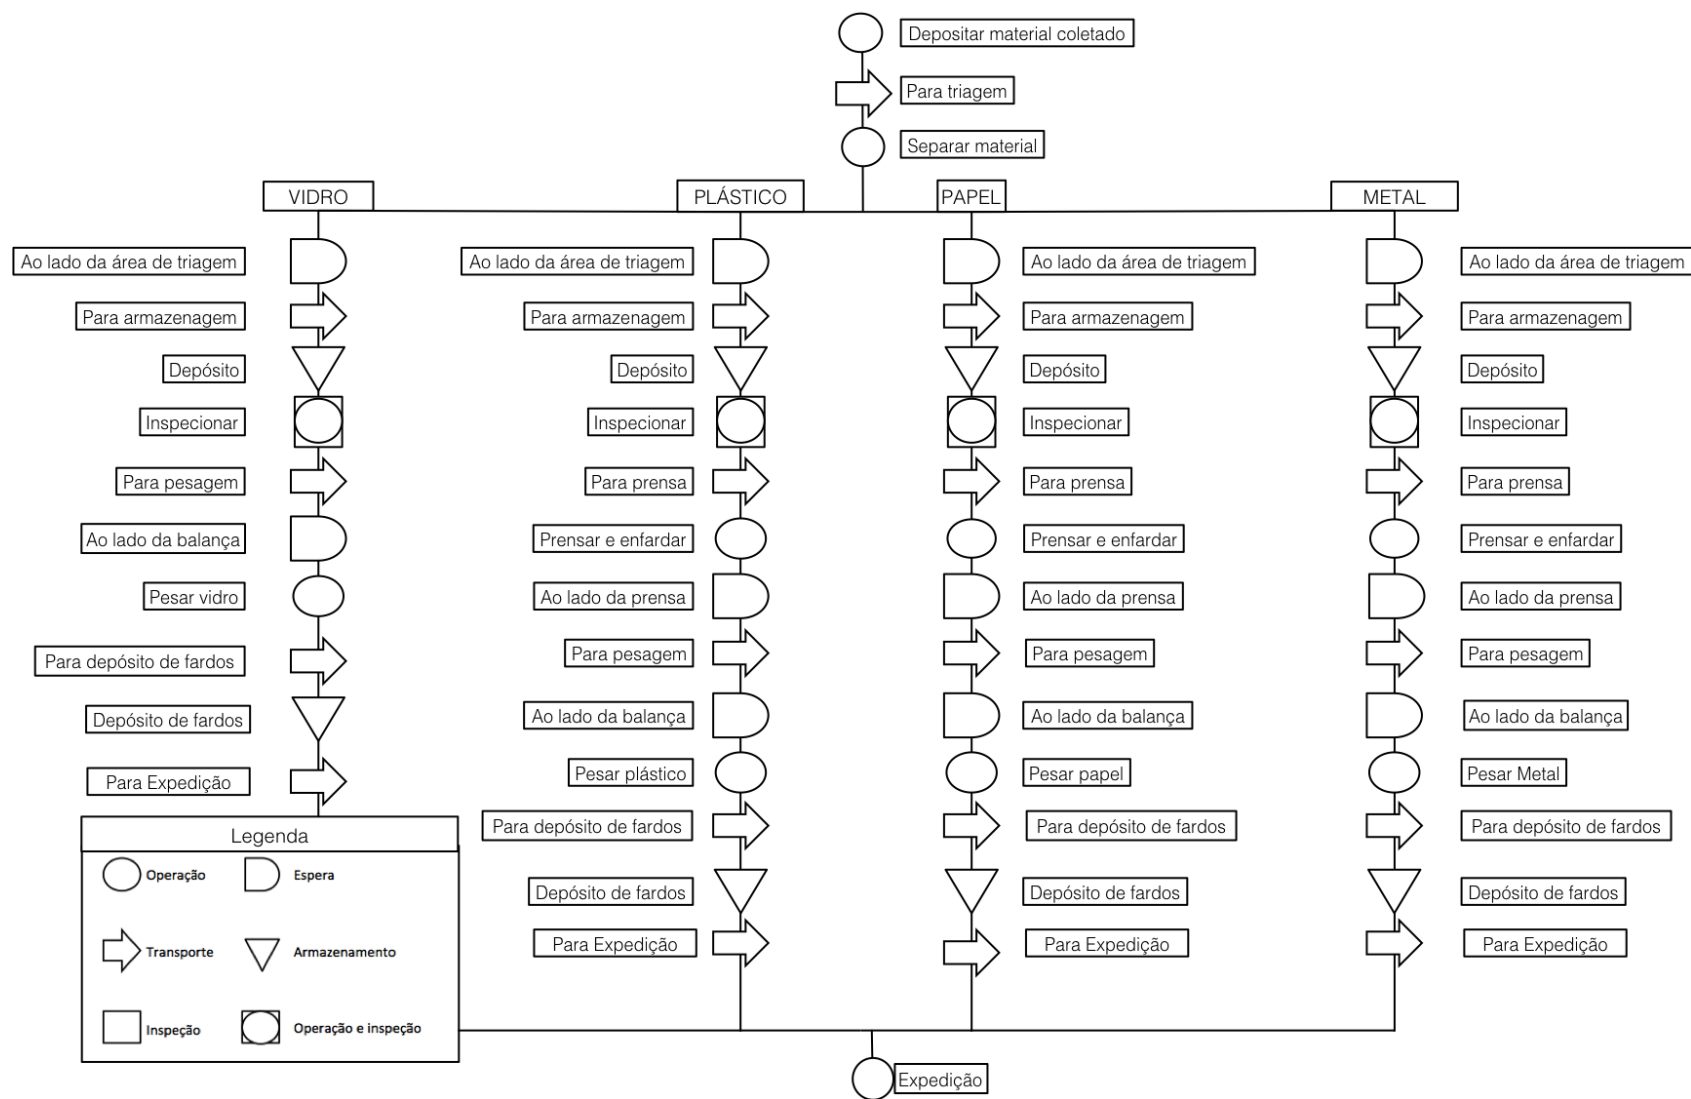 Depositar material coletado
Para triagem
Separar material
VIDRO
PLÁSTICO
PAPEL
METAL
Ao lado da área de triagem
Ao lado da área de triagem
Ao lado da área de triagem
Ao lado da área de triagem
Para armazenagem
Para armazenagem
Para armazenagem
Para armazenagem
Depósito
Depósito
Depósito
Depósito
Inspecionar
Inspecionar
Inspecionar
Inspecionar
Para pesagem
Para prensa
Para prensa
Para prensa
Ao lado da balança
Prensar e enfardar
Prensar e enfardar
Prensar e enfardar
Pesar vidro
Ao lado da prensa
Ao lado da prensa
Ao lado da prensa
Para depósito de fardos
Para pesagem
Para pesagem
Para pesagem
Depósito de fardos
Ao lado da balança
Ao lado da balança
Ao lado da balança
Para Expedição
Pesar plástico
Pesar papel
Pesar Metal
Para depósito de fardos
Para depósito de fardos
Para depósito de fardos
Depósito de fardos
Depósito de fardos
Depósito de fardos
Para Expedição
Para Expedição
Para Expedição
Legenda
Operação
Espera
Transporte
Armazenamento
Inspeção
Operação e inspeção
Expedição